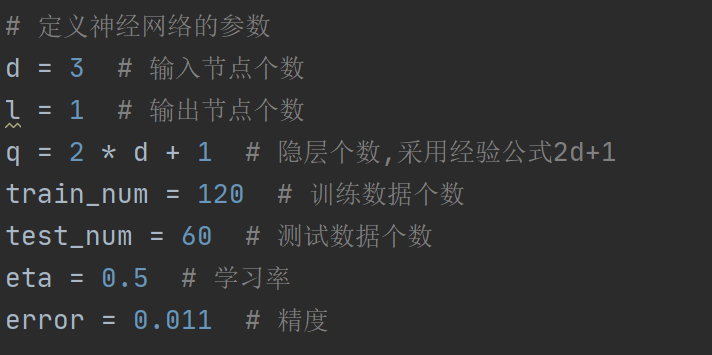 # 定义神经网络的参数
d = 3  # 输入节点个数
l = 1  # 输出节点个数
q = 2 * d + 1  # 隐层个数,采用经验公式2d+1
train_num = 120  # 训练数据个数
test_num = 60  # 测试数据个数
eta = 0.5  # 学习率
error = 0.011  # 精度